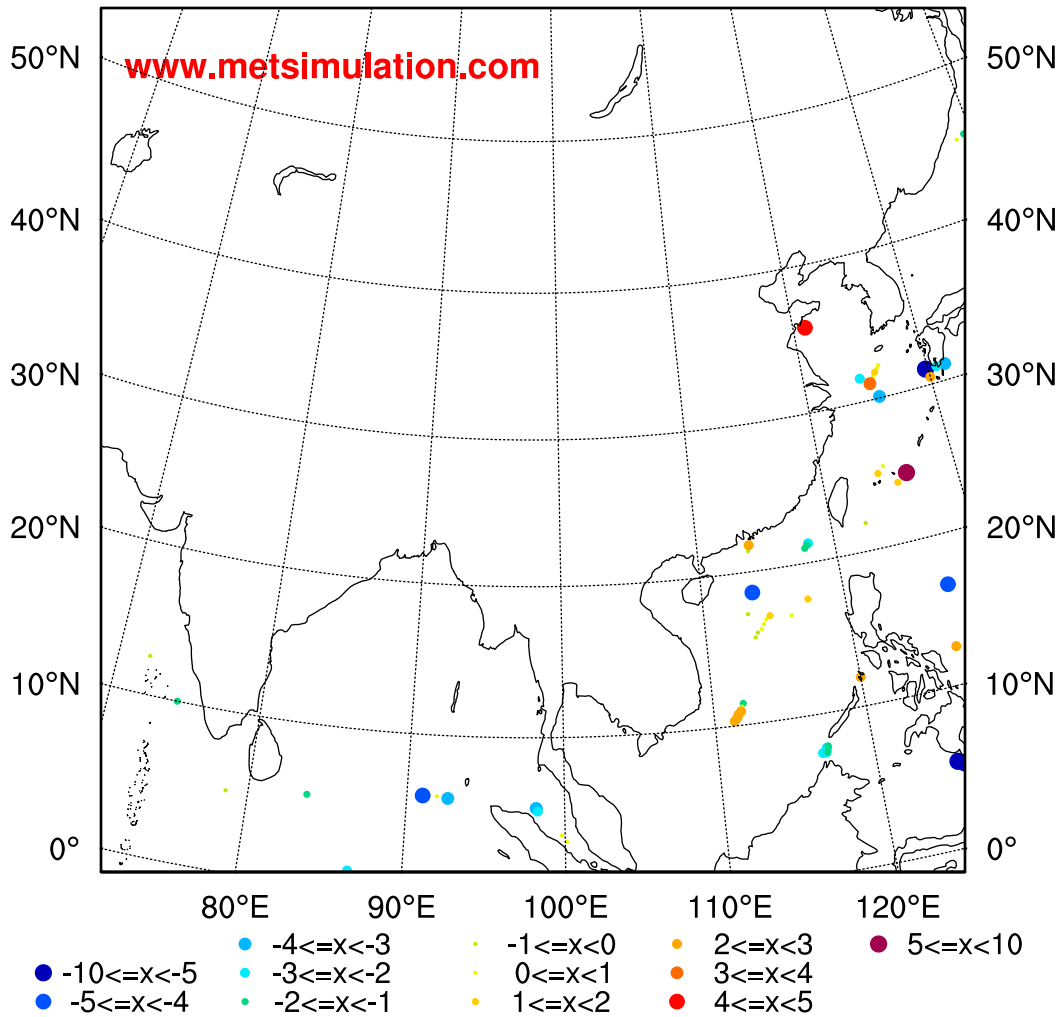 www.metsimulation.com
50°N 50°N
40°N 40°N
30°N 30°N
20°N 20°N
10°N 10°N
0° 0°
80°E 90°E 100°E 110°E 120°E
-4<=x<-3 -1<=x<0 2<=x<3 5<=x<10
-10<=x<-5 -3<=x<-2 0<=x<1 3<=x<4
-5<=x<-4 -2<=x<-1 1<=x<2 4<=x<5